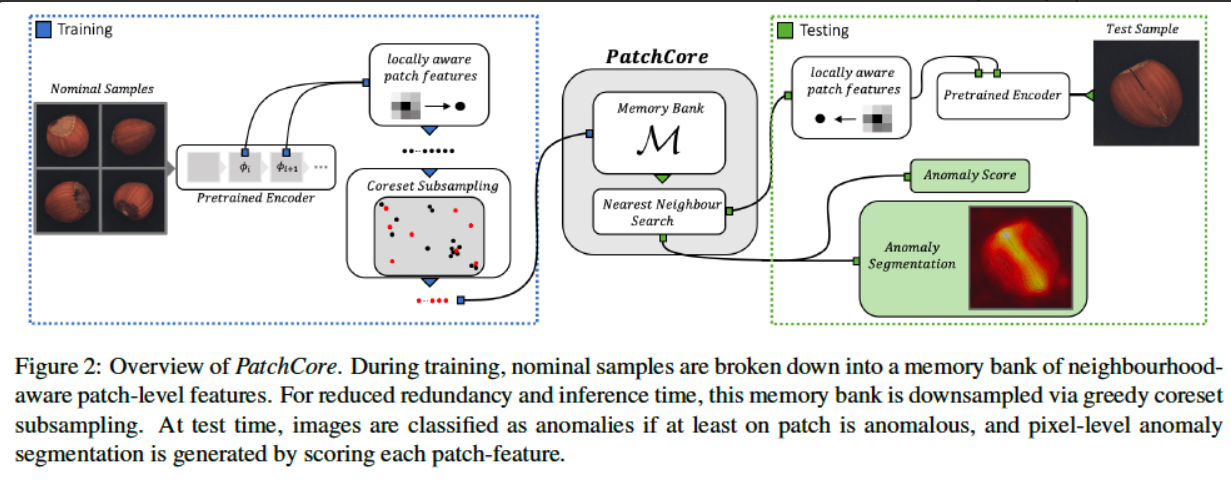 Training
Nominal Samples
ϕi
ϕi+1
...
Pretrained Encoder
locally aware
patch features
Coreset Subsampling
PatchCore
Memory Bank
M
Nearest Neighbour
Search
Testing
locally aware
patch features
Pretrained Encoder
Test Sample
Anomaly Score
Anomaly
Segmentation
Figure 2: Overview of PatchCore. During training, nominal samples are broken down into a memory bank of neighbourhood-
aware patch-level features. For reduced redundancy and inference time, this memory bank is downsampled via greedy coreset
subsampling. At test time, images are classified as anomalies if at least on patch is anomalous, and pixel-level anomaly
segmentation is generated by scoring each patch-feature.